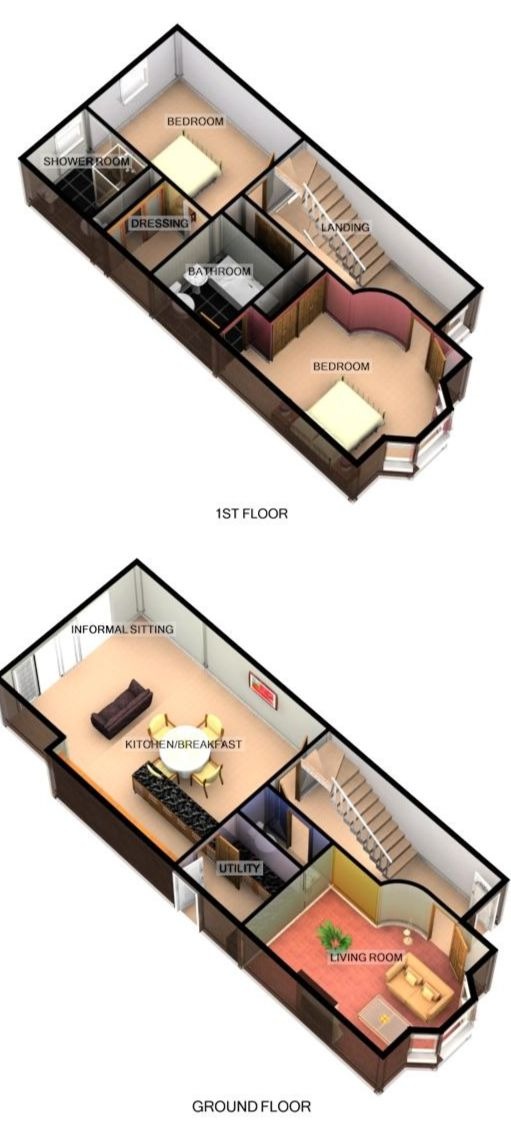 BEDROOM
SHOWER ROOM
DRESSING
LANDING
BATHROOM
BEDROOM
1ST FLOOR
INFORMAL SITTING
KITCHEN/BREAKFAST
UTILITY
LIVING ROOM
GROUND FLOOR